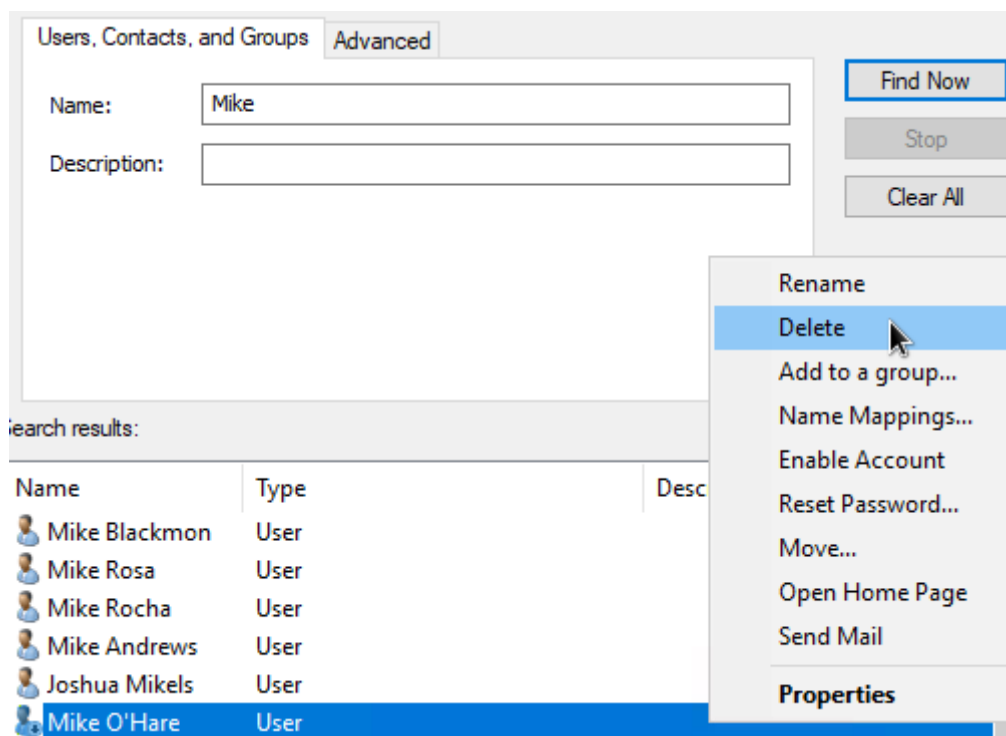 Users, Contacts, and Groups
Advanced
Name: Mike
Find Now
Description:
Stop
Clear All
Rename
Delete
Add to a group...
Name Mappings...
Enable Account
Reset Password...
Move...
Open Home Page
Send Mail
Properties
Search results:
Name Type Desc
Mike Blackmon User
Mike Rosa User
Mike Rocha User
Mike Andrews User
Joshua Mikels User
Mike O'Hare User